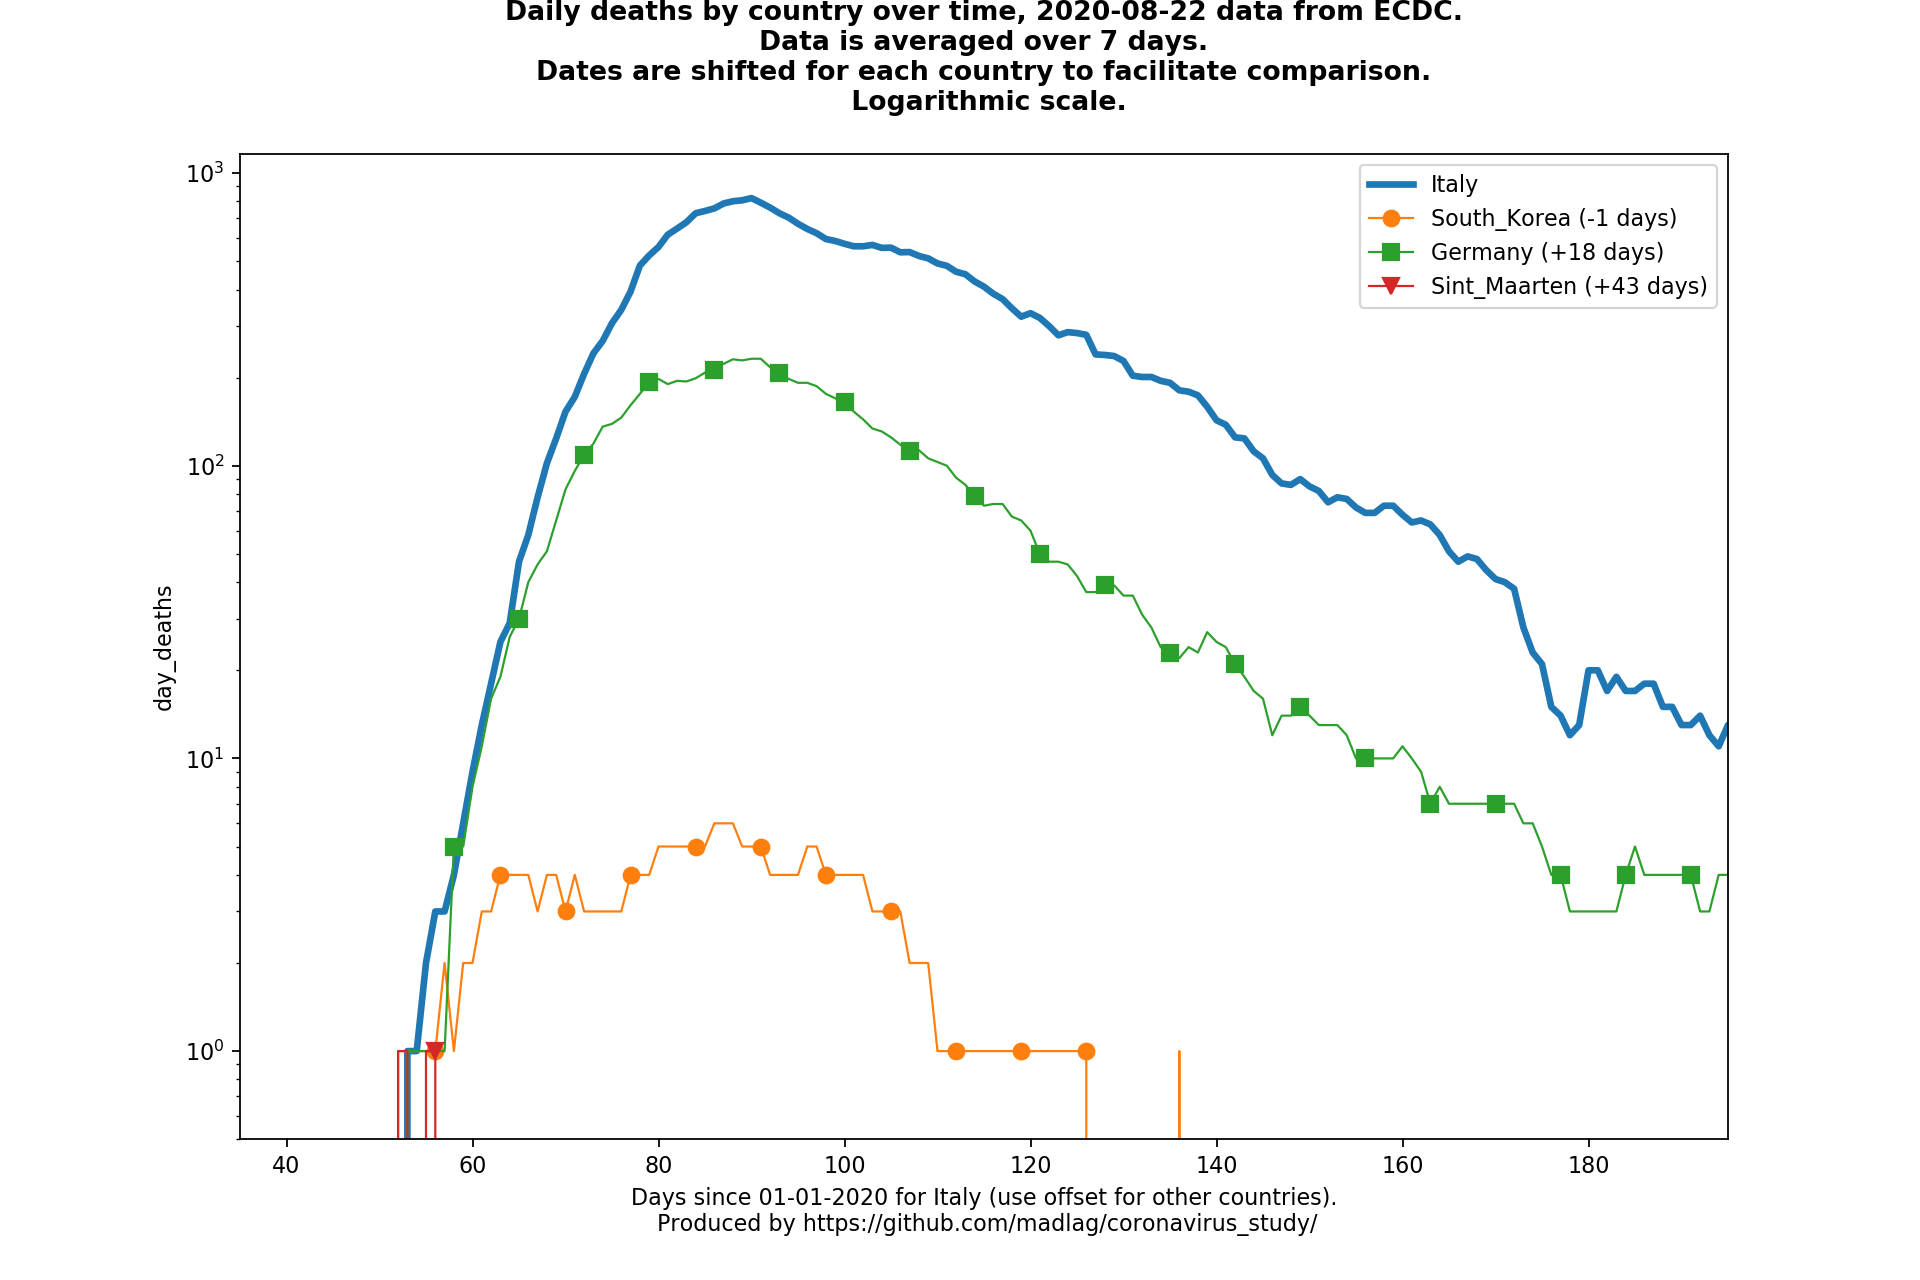 Daily deaths by country over time, 2020-08-22 data from ECDC.
Data is averaged over 7 days.
Dates are shifted for each country to facilitate comparison.
Logarithmic scale.
Italy
South_Korea (-1 days)
Germany (+18 days)
Sint_Maarten (+43 days)
10³
10²
10¹
10⁰
day_deaths
40 60 80 100 120 140 160 180
Days since 01-01-2020 for Italy (use offset for other countries).
Produced by https://github.com/madlag/coronavirus_study/